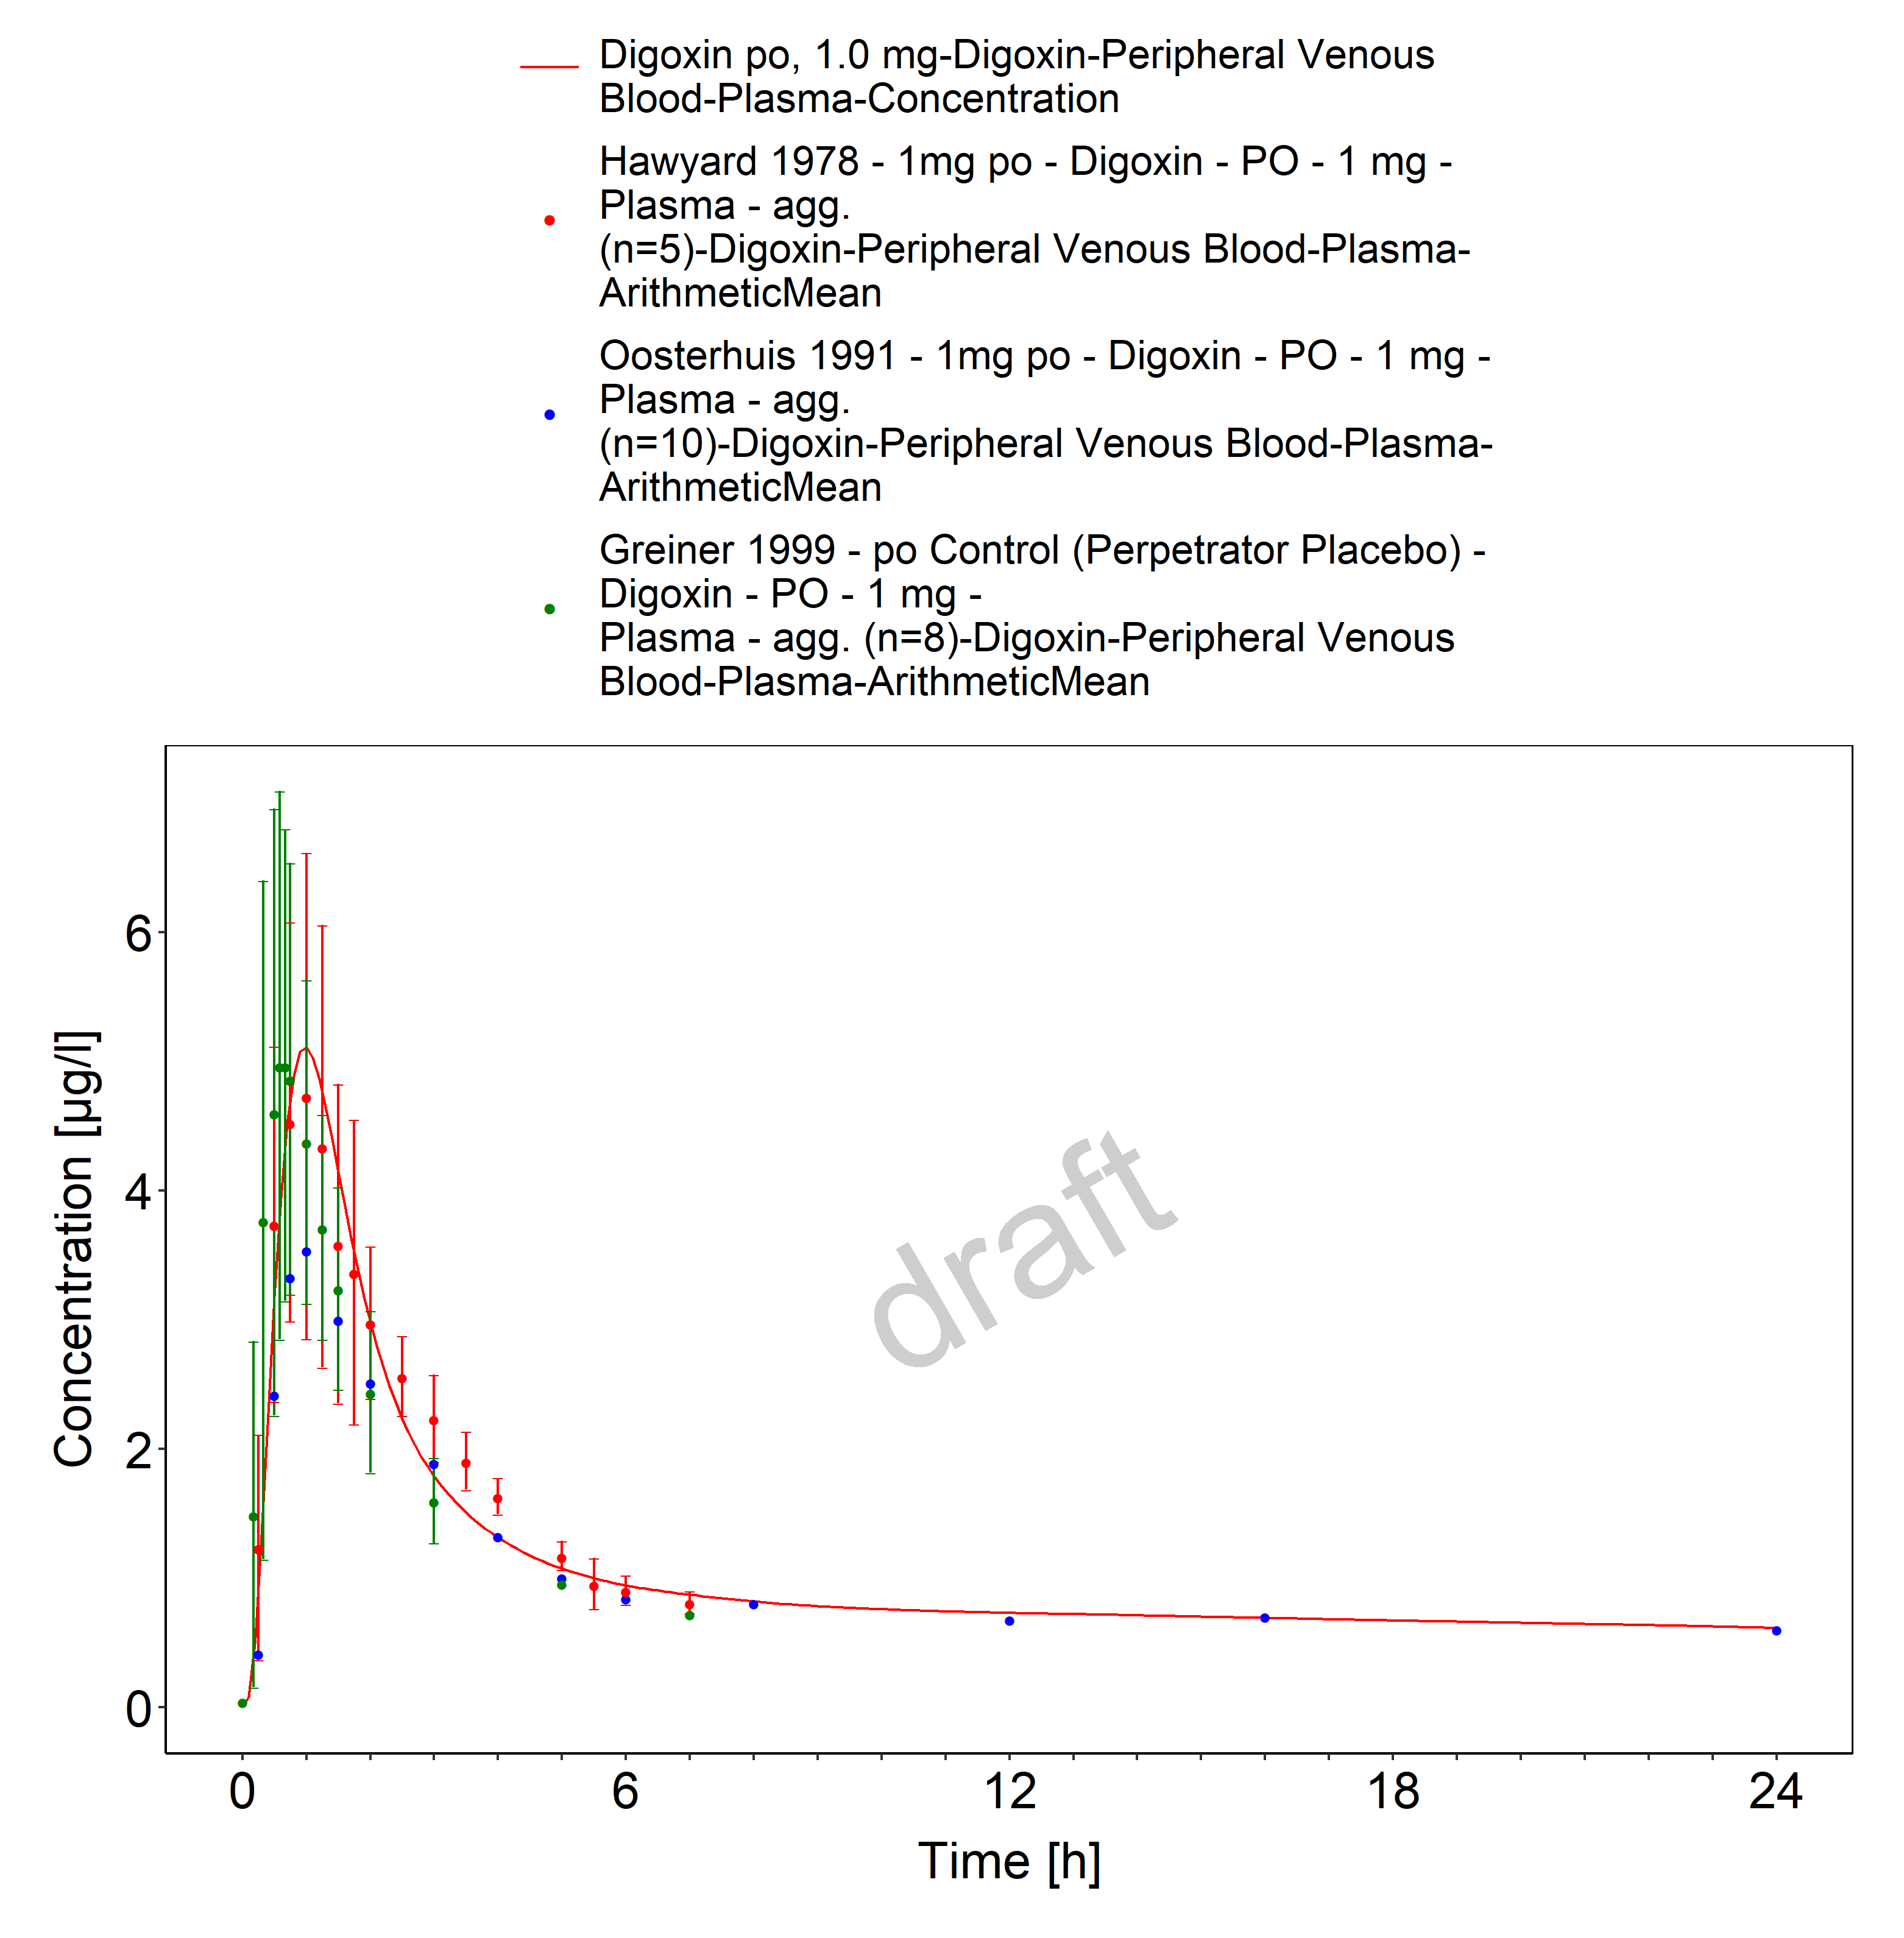 Digoxin po, 1.0 mg-Digoxin-Peripheral Venous
Blood-Plasma-Concentration
Hawyard 1978 - 1mg po - Digoxin - PO - 1 mg -
Plasma - agg.
(n=5)-Digoxin-Peripheral Venous Blood-Plasma-
ArithmeticMean
Oosterhuis 1991 - 1mg po - Digoxin - PO - 1 mg -
Plasma - agg.
(n=10)-Digoxin-Peripheral Venous Blood-Plasma-
ArithmeticMean
Greiner 1999 - po Control (Perpetrator Placebo) -
Digoxin - PO - 1 mg -
Plasma - agg. (n=8)-Digoxin-Peripheral Venous
Blood-Plasma-ArithmeticMean
Concentration [µg/l]
6
4
2
0
draft
0 6 12 18 24
Time [h]